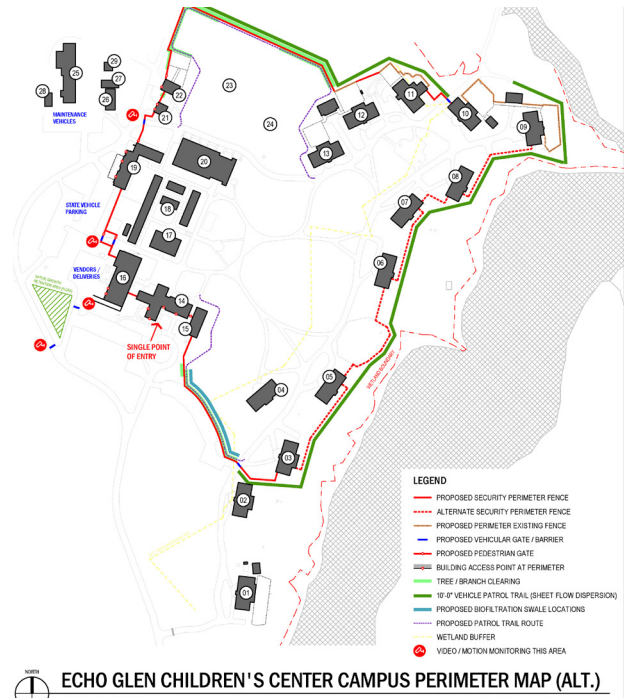 29
25
27
28
26
MAINTENANCE
VEHICLES
22
21
23
24
11
12
10
09
13
20
19
08
STATE VEHICLE
PARKING
18
07
17
VENDORS /
DELIVERIES
16
06
14
15
SINGLE POINT
OF ENTRY
WETLAND BOUNDARY
05
04
03
02
01
LEGEND
PROPOSED SECURITY PERIMETER FENCE
ALTERNATE SECURITY PERIMETER FENCE
PROPOSED PERIMETER EXISTING FENCE
PROPOSED VEHICULAR GATE / BARRIER
PROPOSED PEDESTRIAN GATE
BUILDING ACCESS POINT AT PERIMETER
TREE / BRANCH CLEARING
10'-0" VEHICLE PATROL TRAIL (SHEET FLOW DISPERSION)
PROPOSED BIOFILTRATION SWALE LOCATIONS
PROPOSED PATROL TRAIL ROUTE
WETLAND BUFFER
VIDEO / MOTION MONITORING THIS AREA
NORTH
ECHO GLEN CHILDREN'S CENTER CAMPUS PERIMETER MAP (ALT.)